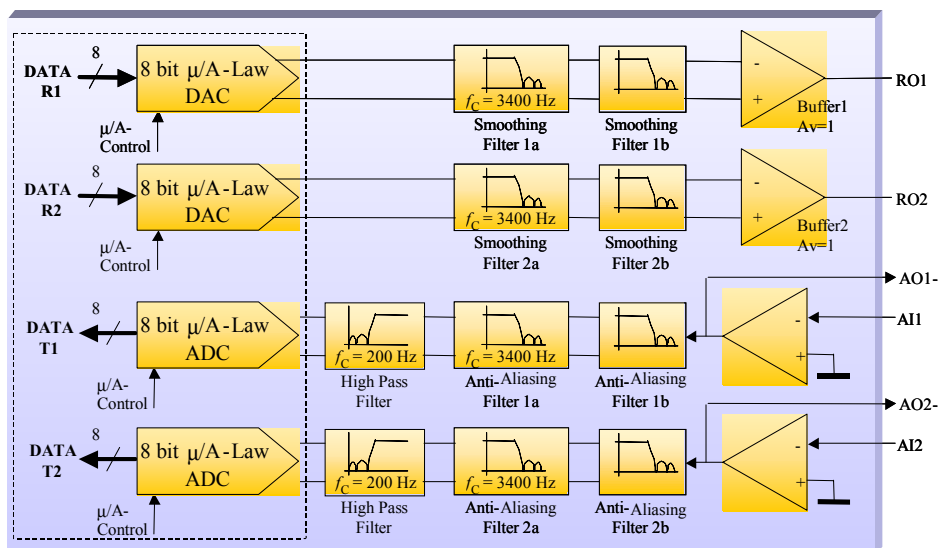 DATA
R1
8
8 bit μ/A-Law
DAC
μ/A-
Control
fC = 3400 Hz
Smoothing
Filter 1a
Smoothing
Filter 1b
-
+
Buffer1
Av=1
RO1
DATA
R2
8
8 bit μ/A-Law
DAC
μ/A-
Control
fC = 3400 Hz
Smoothing
Filter 2a
Smoothing
Filter 2b
-
+
Buffer2
Av=1
RO2
DATA
T1
8
8 bit μ/A-Law
ADC
μ/A-
Control
fC = 200 Hz
High Pass
Filter
fC = 3400 Hz
Anti-Aliasing
Filter 1a
Anti-Aliasing
Filter 1b
AO1-
-
+
AI1
DATA
T2
8
8 bit μ/A-Law
ADC
μ/A-
Control
fC = 200 Hz
High Pass
Filter
fC = 3400 Hz
Anti-Aliasing
Filter 2a
Anti-Aliasing
Filter 2b
AO2-
-
+
AI2